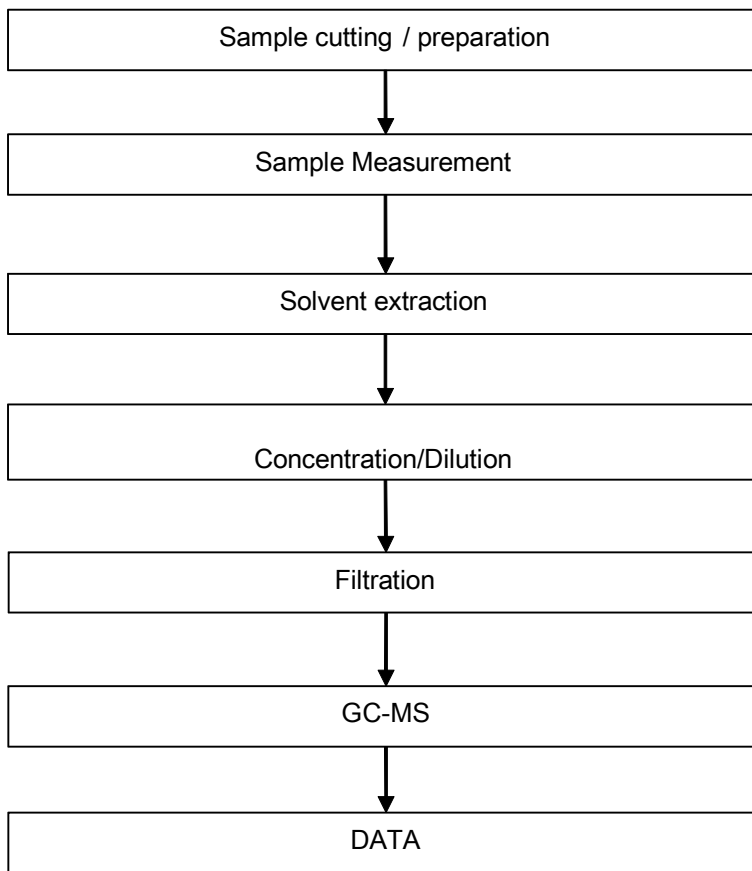 Sample cutting / preparation
Sample Measurement
Solvent extraction
Concentration/Dilution
Filtration
GC-MS
DATA